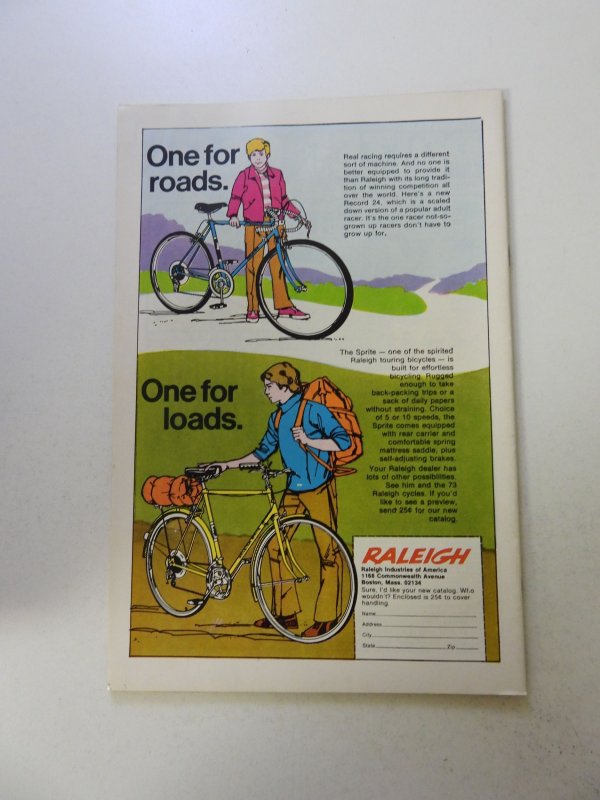 One for
roads.
Real racing requires a different
sort of machine. And no one is
better equipped to provide it
than Raleigh with its long tradi-
tion of winning competition all
over the world. Here's a new
Record 24, which is a scaled
down version of a popular adult
racer. It's the one racer not-so-
grown up racers don't have to
grow up for.
The Sprite — one of the spirited
Raleigh touring bicycles — is
built for effortless
bicycling. Rugged
enough to take
back-packing trips or a
sack of daily papers
without straining. Choice
of 5 or 10 speeds, the
Sprite comes equipped
with rear carrier and
comfortable spring
mattress saddle, plus
self-adjusting brakes.
Your Raleigh dealer has
lots of other possibilities.
See him and the 73
Raleigh cycles. If you'd
like to see a preview,
send 25¢ for our new
catalog.
One for
loads.
RALEIGH
Raleigh Industries of America
1168 Commonwealth Avenue
Boston, Mass. 02134
Sure, I'd like your new catalog. Who
wouldn't? Enclosed is 25¢ to cover
handling.
Name
Address
City
State Zip